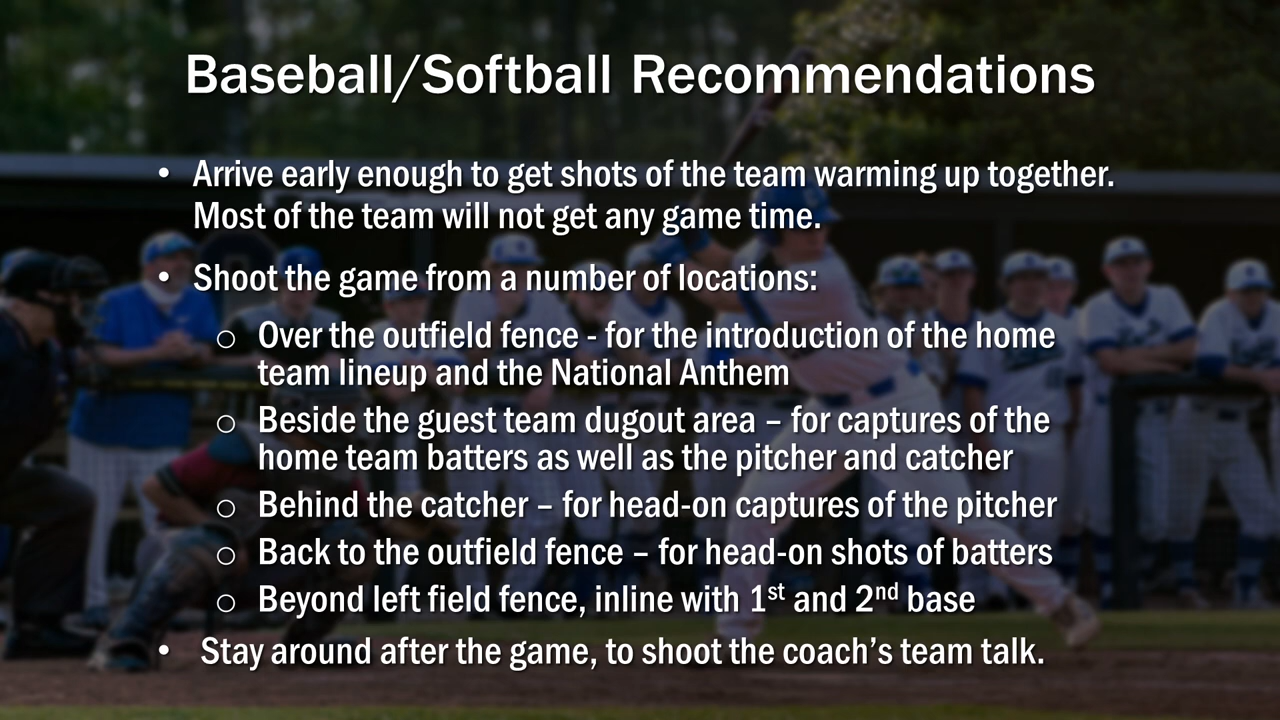 Baseball/Softball Recommendations
• Arrive early enough to get shots of the team warming up together.
Most of the team will not get any game time.
• Shoot the game from a number of locations:
o Over the outfield fence - for the introduction of the home
team lineup and the National Anthem
o Beside the guest team dugout area – for captures of the
home team batters as well as the pitcher and catcher
o Behind the catcher – for head-on captures of the pitcher
o Back to the outfield fence – for head-on shots of batters
o Beyond left field fence, inline with 1st and 2nd base
• Stay around after the game, to shoot the coach’s team talk.